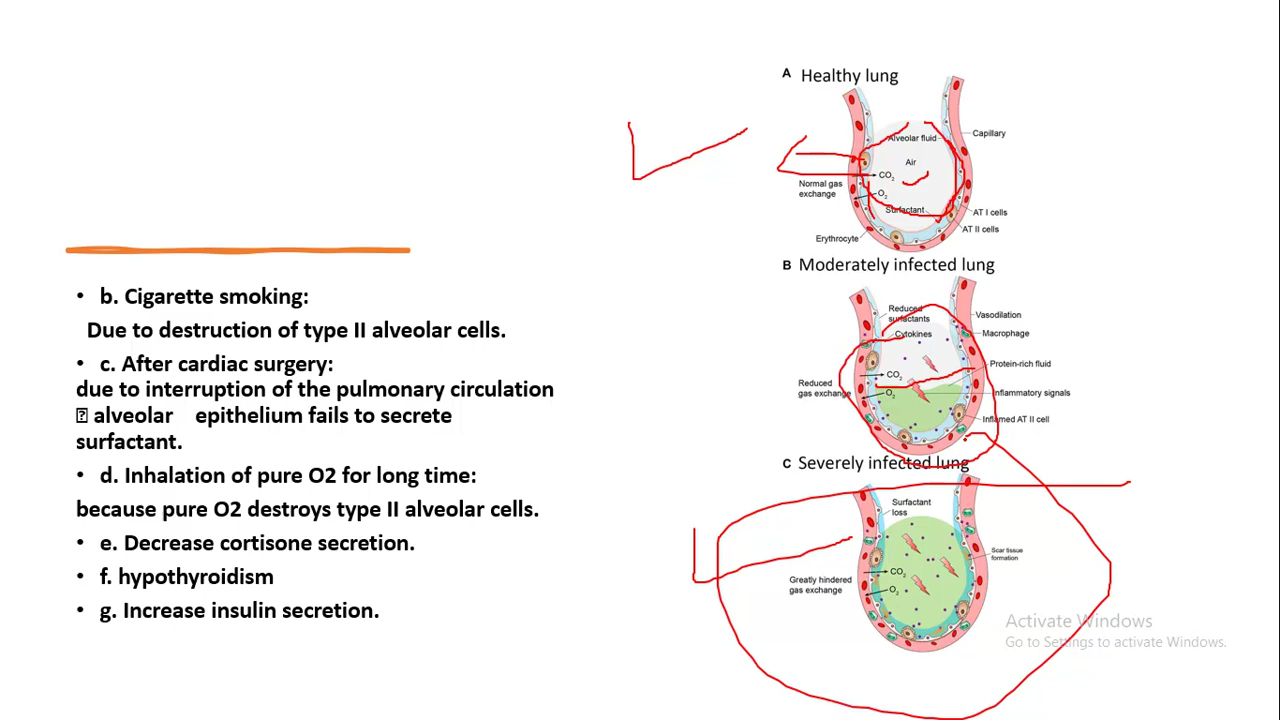 • b. Cigarette smoking:
Due to destruction of type II alveolar cells.
• c. After cardiac surgery:
due to interruption of the pulmonary circulation
alveolar epithelium fails to secrete
surfactant.
• d. Inhalation of pure O2 for long time:
because pure O2 destroys type II alveolar cells.
• e. Decrease cortisone secretion.
• f. hypothyroidism
• g. Increase insulin secretion.
A Healthy lung
Alveolar fluid
Capillary
Air
CO2
Normal gas
exchange
O2
Surfactant
AT I cells
AT II cells
Erythrocyte
B Moderately infected lung
Reduced
surfactants
Vasodilation
Cytokines
Macrophage
Protein-rich fluid
CO2
Reduced
gas exchange
O2
Inflammatory signals
Inflamed AT II cell
C Severely infected lung
Surfactant
loss
Scar tissue
formation
CO2
Greatly hindered
gas exchange
O2
Activate Windows
Go to Settings to activate Windows.